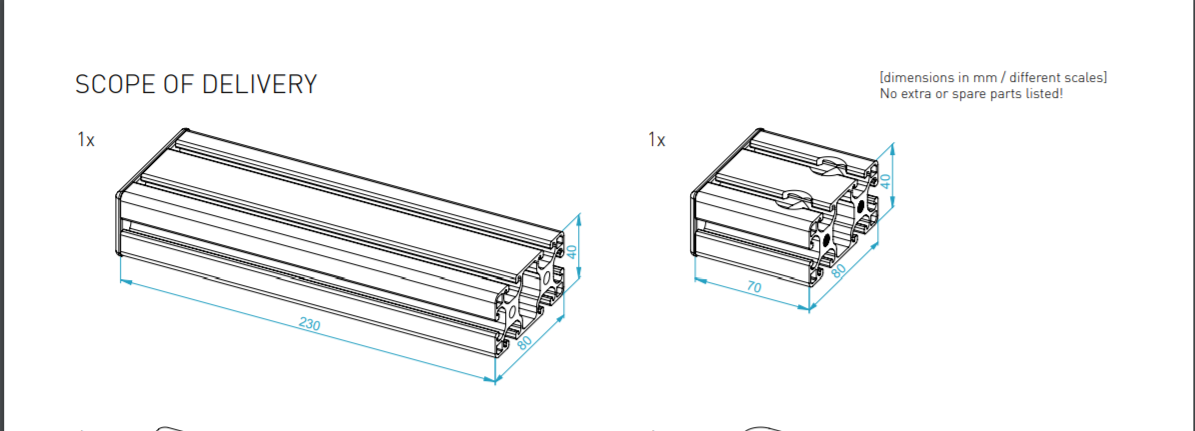 SCOPE OF DELIVERY
[dimensions in mm / different scales]
No extra or spare parts listed!
1x
1x
40
230
80
40
70
80